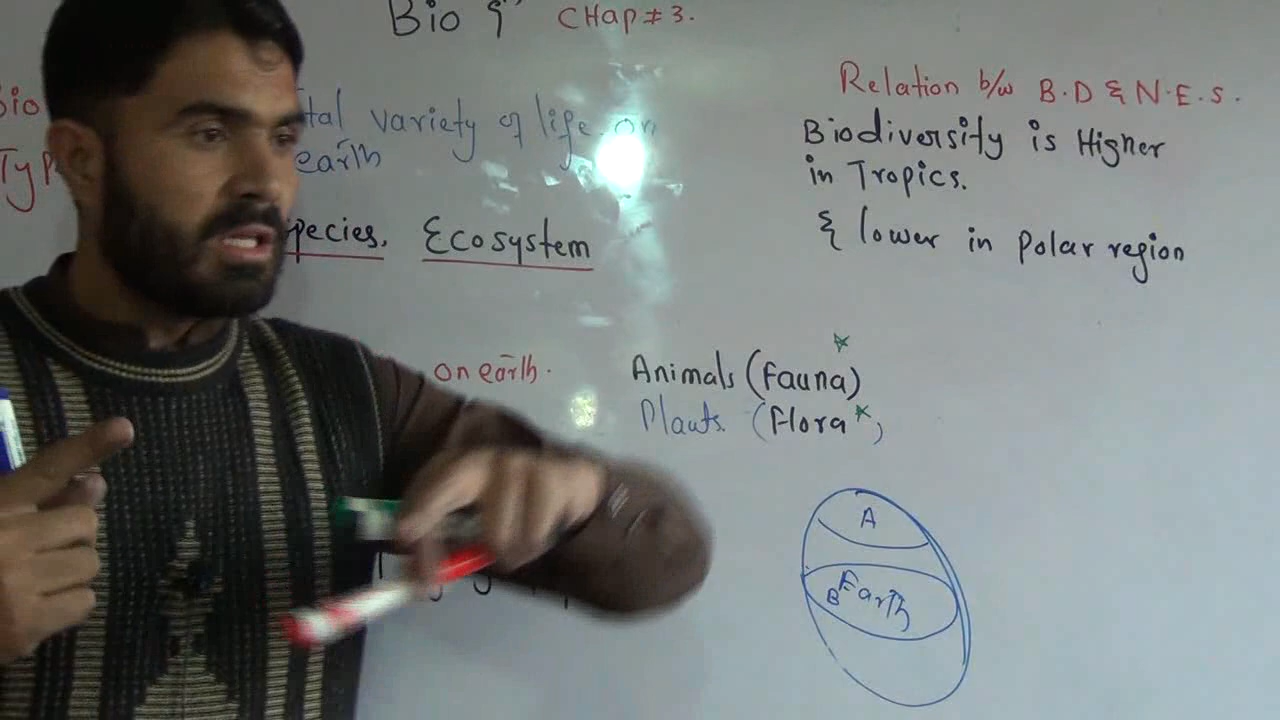 Bio 9 CHap # 3.
Bio tal variety of life on
Typ earth
pecies, Ecosystem
on earth.
Relation b/w B.D & N.E.S.
Biodiversity is Higher
in Tropics.
& lower in polar region
Animals (Fauna)
Plants (Flora)
A
B Earth